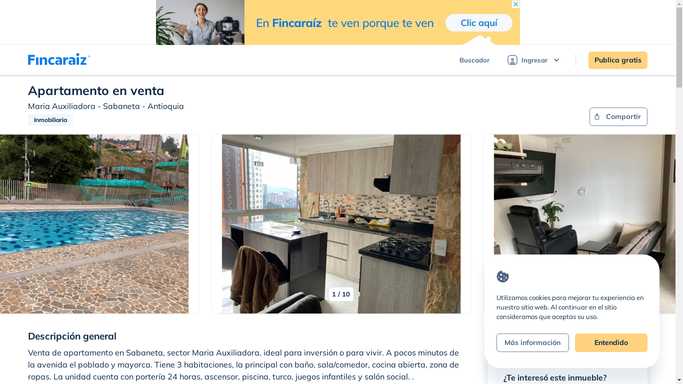 En Fincaraíz te ven porque te ven
Clic aquí
Fincaraiz
Buscador
Ingresar
Publica gratis
Apartamento en venta
Maria Auxiliadora - Sabaneta - Antioquia
Inmobiliaria
Compartir
1 / 10
Utilizamos cookies para mejorar tu experiencia en
nuestro sitio web. Al continuar en el sitio
consideramos que aceptas su uso.
Más información
Entendido
Descripción general
Venta de apartamento en Sabaneta, sector Maria Auxiliadora. ideal para inversión o para vivir. A pocos minutos de
la avenida el poblado y mayorca. Tiene 3 habitaciones, la principal con baño, sala/comedor, cocina abierta, zona de
ropas. La unidad cuenta con portería 24 horas, ascensor, piscina, turco, juegos infantiles y salón social. .
¿Te interesó este inmueble?